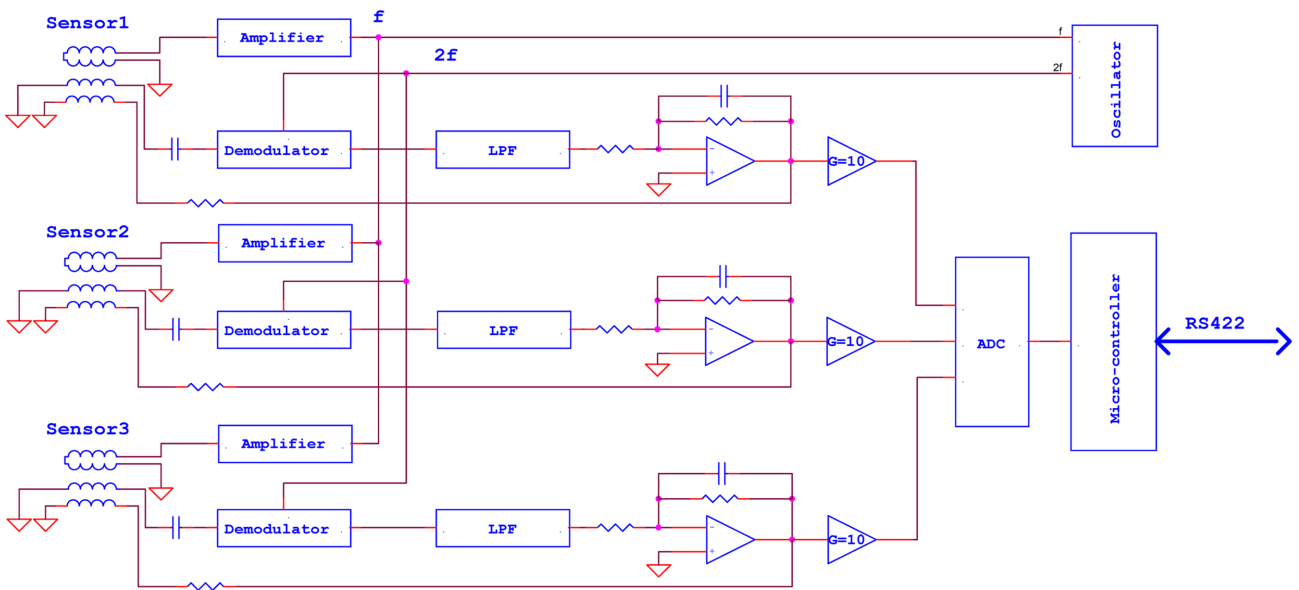 Sensor1
Amplifier
f
2f
f
2f
Oscillator
Demodulator
LPF
-
+
G=10
Sensor2
Amplifier
Demodulator
LPF
-
+
G=10
ADC
Micro-controller
RS422
Sensor3
Amplifier
Demodulator
LPF
-
+
G=10